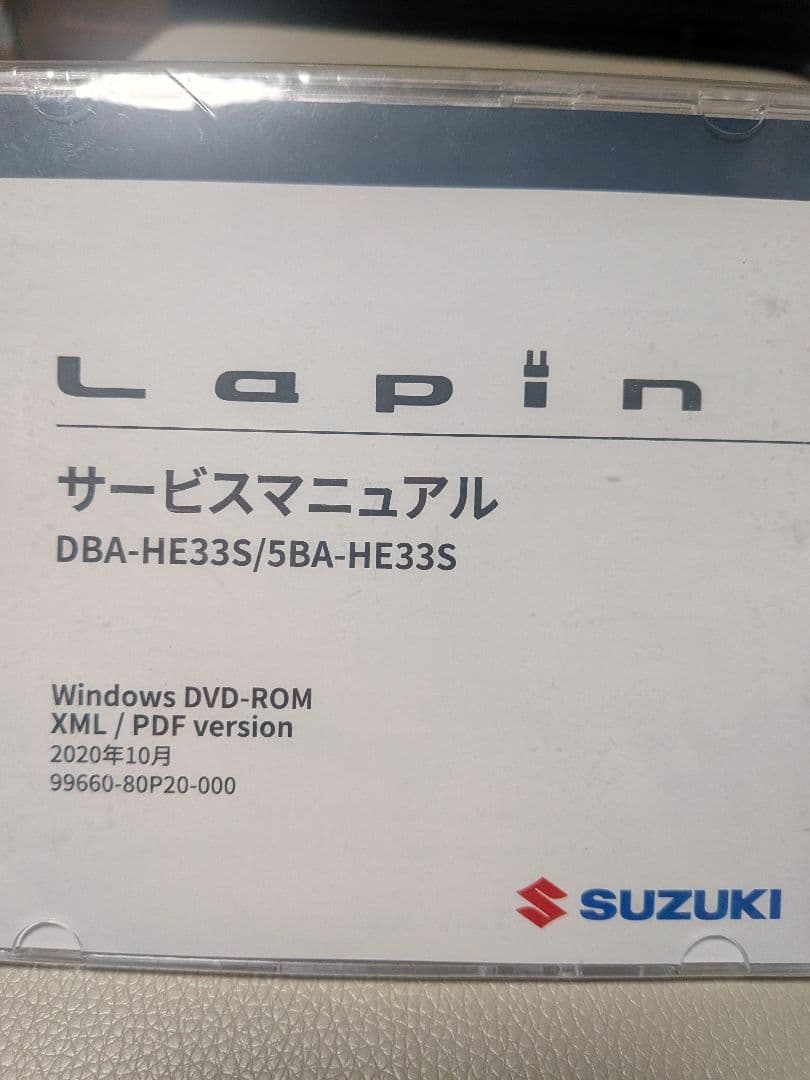 Lapin
サービスマニュアル
DBA-HE33S/5BA-HE33S
Windows DVD-ROM
XML / PDF version
2020年10月
99660-80P20-000
SUZUKI